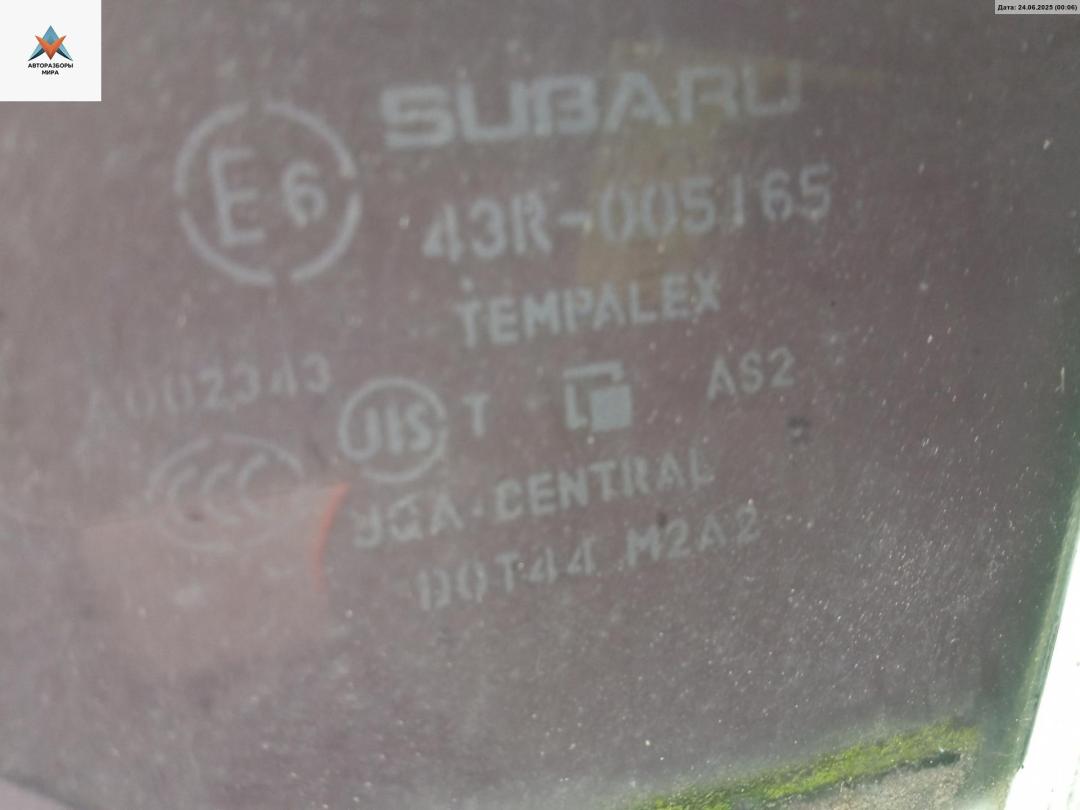 АВТОРАЗБОРЫ
МИРА
Дата: 24.06.2025 (00:06)
SUBARU
E6
43R-005165
TEMPALEX
A002343
JIS T AS2
CCC
JQA-CENTRAL
DOT44 M2A2